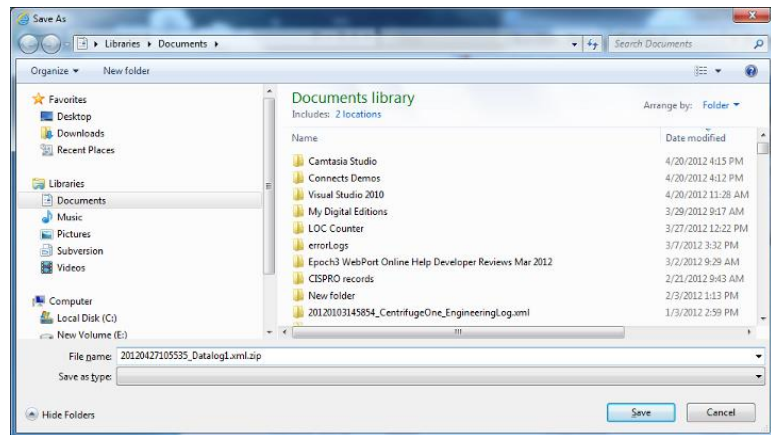 Save As
Libraries Documents
Search Documents
Organize New folder
Favorites
Desktop
Downloads
Recent Places
Libraries
Documents
Music
Pictures
Subversion
Videos
Computer
Local Disk (C:)
New Volume (E:)
Documents library
Includes: 2 locations
Arrange by: Folder
Name Date modified
Camtasia Studio 4/20/2012 4:15 PM
Connects Demos 4/20/2012 4:12 PM
Visual Studio 2010 4/20/2012 11:28 AM
My Digital Editions 3/29/2012 9:17 AM
LOC Counter 3/27/2012 12:22 PM
errorLogs 3/7/2012 3:32 PM
Epoch3 WebPort Online Help Developer Reviews Mar 2012 3/2/2012 9:29 AM
CISPRO records 2/21/2012 9:43 AM
New folder 2/3/2012 1:13 PM
20120103145854_CentrifugeOne_EngineeringLog.xml 1/3/2012 2:59 PM
File name: 20120427105535_Datalog1.xml.zip
Save as type:
Hide Folders
Save Cancel